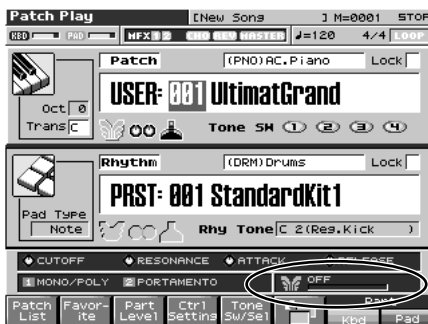 Patch Play [New Song ] M=0001 STOP
KBD PAD MFX 1 2 CHO REV MASTER ♩=120 4/4 LOOP
Patch (PNO)AC.Piano Lock
USER: 001 UltimatGrand
Oct 0
Trans C
Tone SW 1 2 3 4
Rhythm (DRM)Drums Lock
PRST: 001 StandardKit1
Pad Type
Note
Rhy Tone C 2(Reg.Kick )
CUTOFF RESONANCE ATTACK RELEASE
1 MONO/POLY 2 PORTAMENTO OFF
Patch List Favor-ite Part Level Ctrl Setting Tone Sw/Sel Kbd Pad